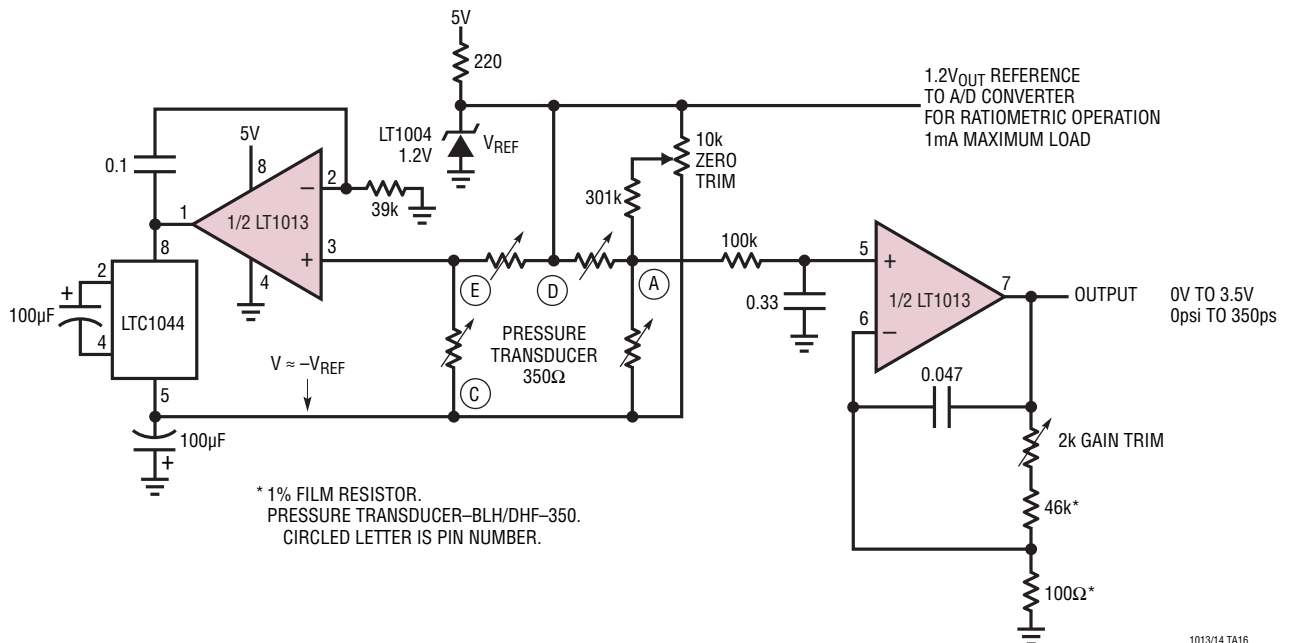 5V
220
1.2VOUT REFERENCE
TO A/D CONVERTER
FOR RATIOMETRIC OPERATION
1mA MAXIMUM LOAD
LT1004
1.2V
VREF
10k
ZERO
TRIM
5V
0.1
8
2
–
39k
1
1/2 LT1013
301k
3
+
4
8
2
+
100µF
LTC1044
4
5
E
D
A
C
PRESSURE
TRANSDUCER
350Ω
V ≈ –VREF
100µF
+
100k
0.33
5
+
1/2 LT1013
7
6
–
OUTPUT
0V TO 3.5V
0psi TO 350ps
0.047
2k GAIN TRIM
46k*
100Ω*
* 1% FILM RESISTOR.
PRESSURE TRANSDUCER–BLH/DHF–350.
CIRCLED LETTER IS PIN NUMBER.
1013/14 TA16